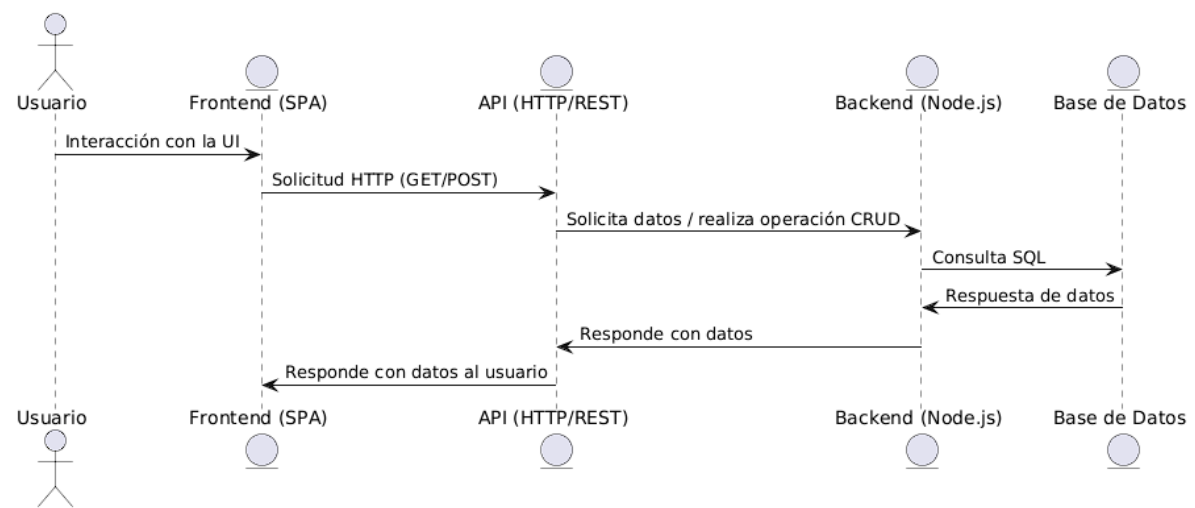 Usuario
Frontend (SPA)
API (HTTP/REST)
Backend (Node.js)
Base de Datos
Interacción con la UI
Solicitud HTTP (GET/POST)
Solicita datos / realiza operación CRUD
Consulta SQL
Respuesta de datos
Responde con datos
Responde con datos al usuario
Usuario
Frontend (SPA)
API (HTTP/REST)
Backend (Node.js)
Base de Datos